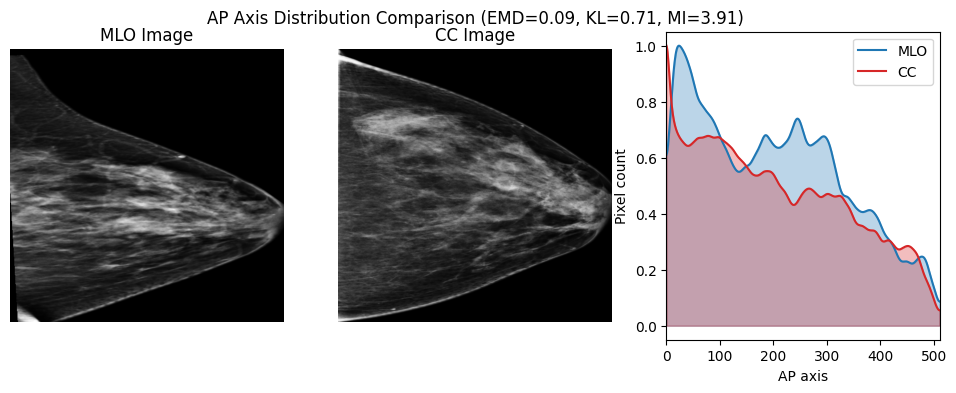 AP Axis Distribution Comparison (EMD=0.09, KL=0.71, MI=3.91)
MLO Image
CC Image
MLO
CC
Pixel count
1.0
0.8
0.6
0.4
0.2
0.0
0 100 200 300 400 500
AP axis